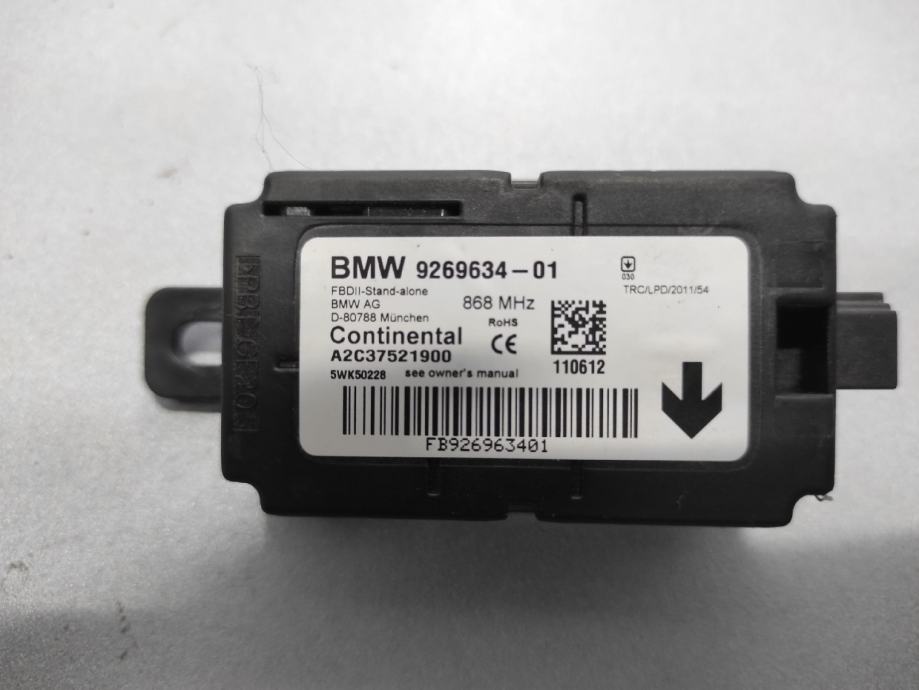 BMW 9269634-01
FBDII-Stand-alone
BMW AG
D-80788 München
868 MHz
030
TRC/LPD/2011/54
Continental
RoHS
CE
A2C37521900
5WK50228
see owner's manual
110612
FB926963401